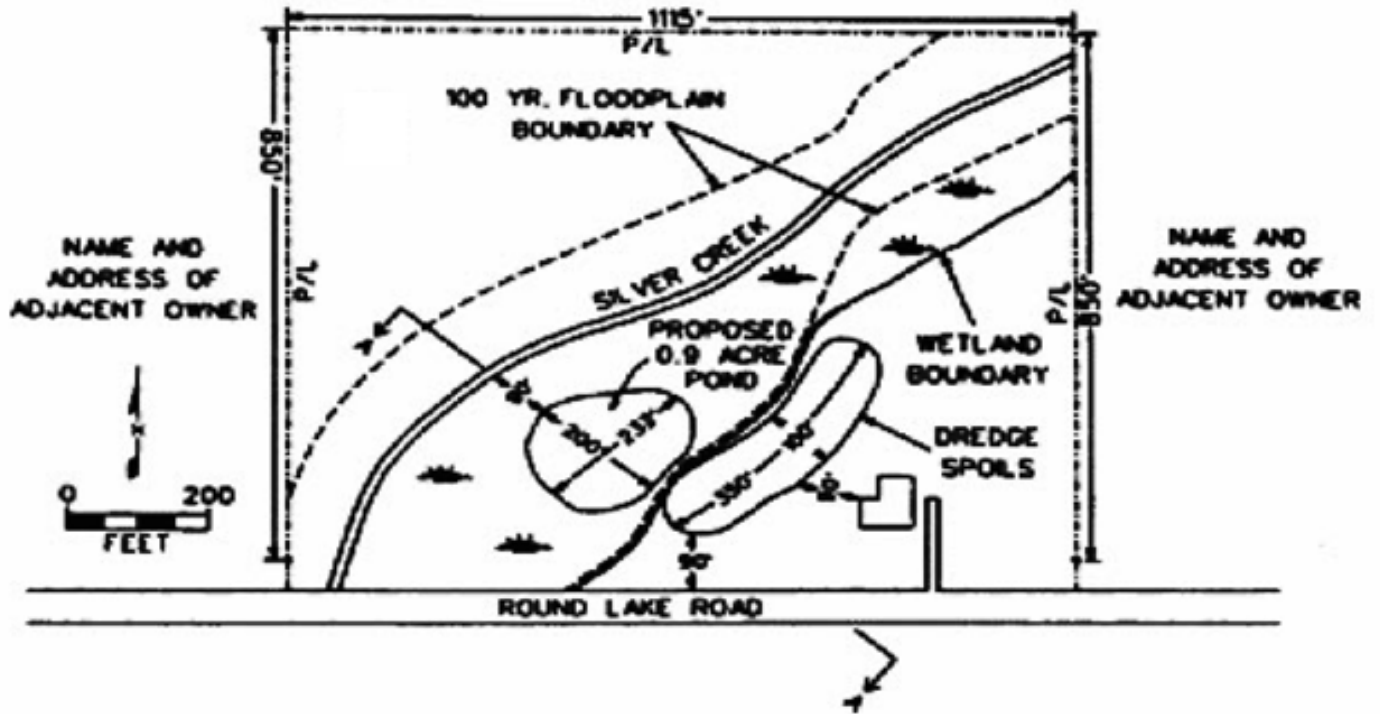 1115'
P/L
100 YR. FLOODPLAIN
BOUNDARY
850'
P/L
NAME AND
ADDRESS OF
ADJACENT OWNER
SILVER CREEK
NAME AND
ADDRESS OF
ADJACENT OWNER
P/L
850'
A
PROPOSED
0.9 ACRE
POND
WETLAND
BOUNDARY
200'
233'
100'
350'
DREDGE
SPOILS
N
0 200
FEET
90'
ROUND LAKE ROAD
A